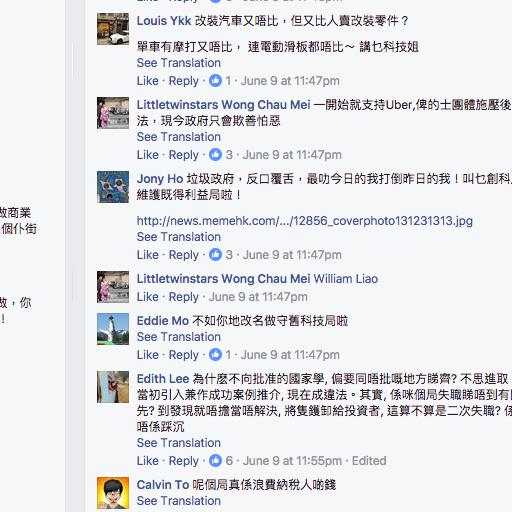 Louis Ykk 改裝汽車又唔比，但又比人賣改裝零件？
單車有摩打又唔比， 連電動滑板都唔比～ 講乜科技姐
See Translation
Like · Reply · 1 · June 9 at 11:47pm
Littletwinstars Wong Chau Mei 一開始就支持Uber,俾的士團體施壓後
法，現今政府只會欺善怕惡
See Translation
Like · Reply · 3 · June 9 at 11:47pm
Jony Ho 垃圾政府，反口覆舌，最叻今日的我打倒昨日的我！叫乜創科
維護既得利益局啦！
做商業
個仆街
http://news.memehk.com/.../12856_coverphoto131231313.jpg
See Translation
Like · Reply · 3 · June 9 at 11:47pm
Littletwinstars Wong Chau Mei William Liao
Like · Reply · June 9 at 11:47pm
做，你
!
Eddie Mo 不如你地改名做守舊科技局啦
See Translation
Like · Reply · 1 · June 9 at 11:47pm
Edith Lee 為什麼不向批准的國家學, 偏要同唔批嘅地方睇齊? 不思進取
當初引入兼作成功案例推介, 現在成違法。其實, 係咪個局失職睇唔到有
先? 到發現就唔擔當唔解決, 將隻鑊卸給投資者, 這算不算是二次失職? 係
唔係踩沉
See Translation
Like · Reply · 6 · June 9 at 11:55pm · Edited
Calvin To 呢個局真係浪費納稅人啲錢
See Translation